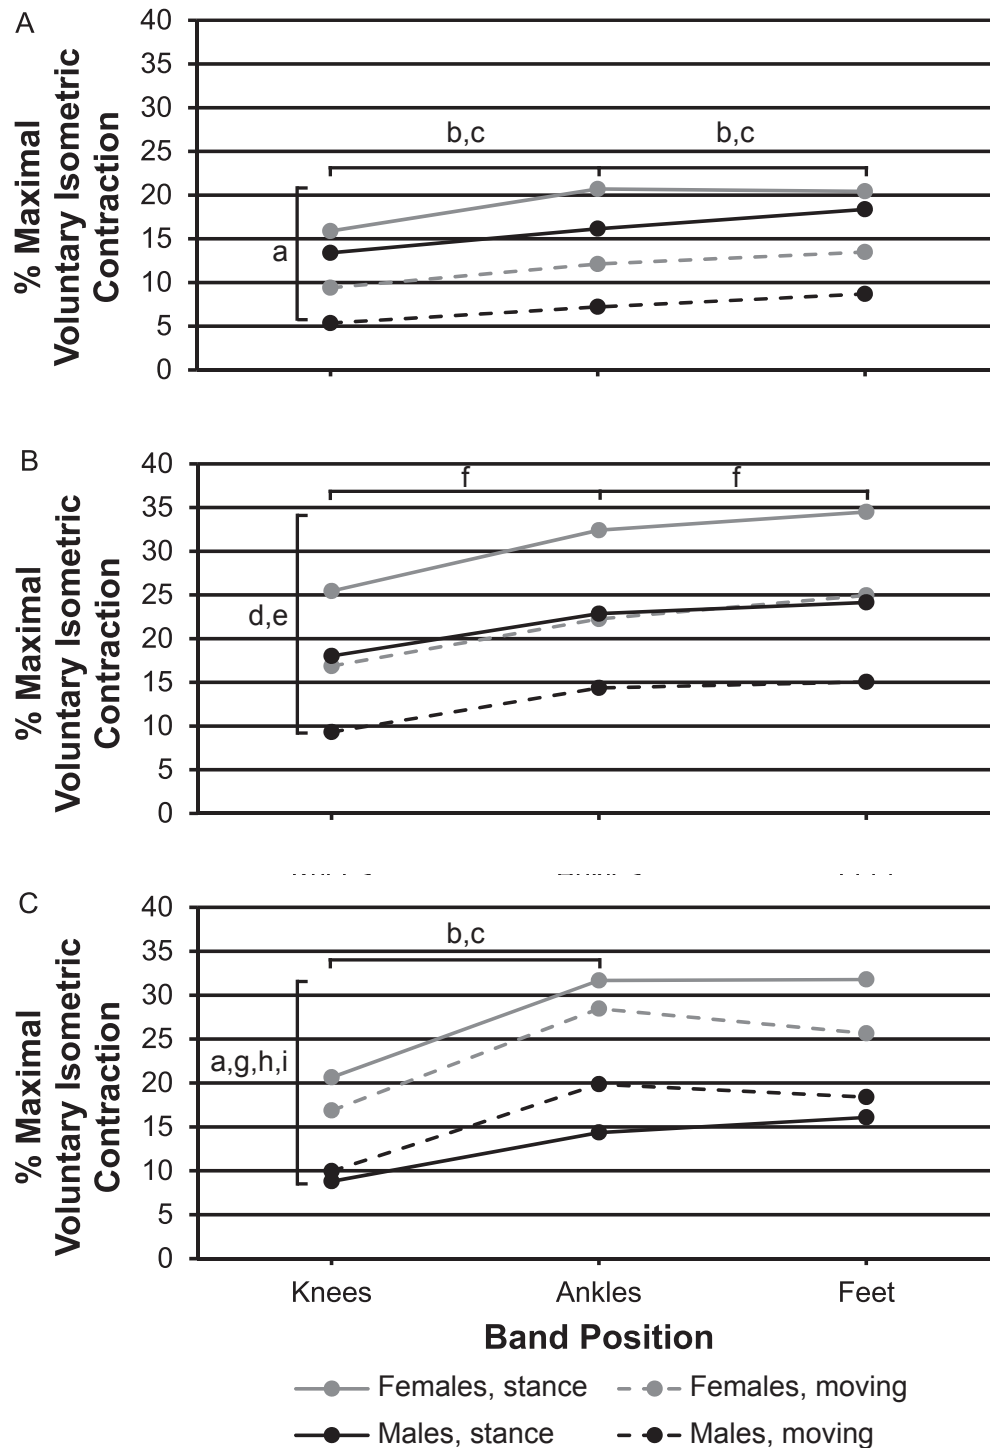 A
40
35
30
25
20
15
10
5
0
% Maximal
Voluntary Isometric
Contraction
b,c
b,c
a
B
40
35
30
25
20
15
10
5
0
% Maximal
Voluntary Isometric
Contraction
f
f
d,e
C
40
35
30
25
20
15
10
5
0
% Maximal
Voluntary Isometric
Contraction
b,c
a,g,h,i
Knees Ankles Feet
Band Position
Females, stance Females, moving
Males, stance Males, moving